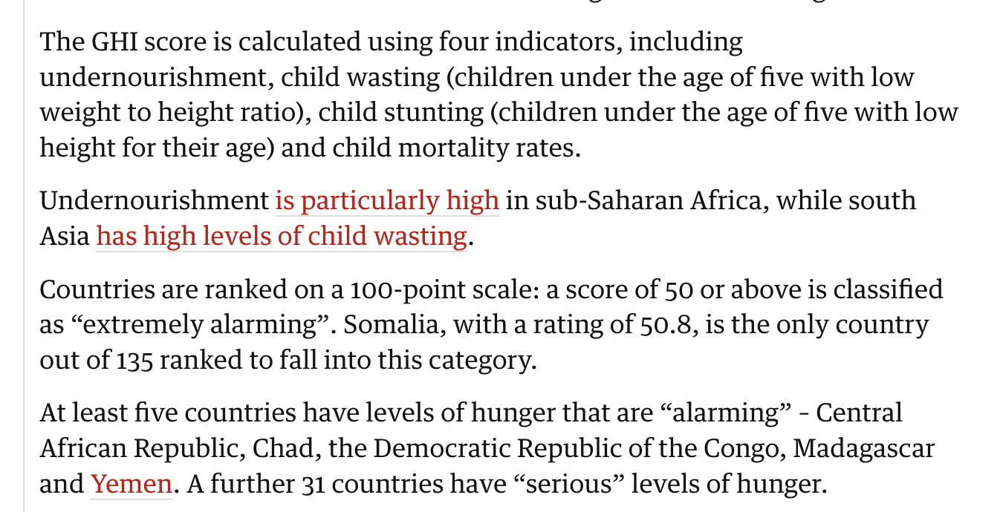 The GHI score is calculated using four indicators, including
undernourishment, child wasting (children under the age of five with low
weight to height ratio), child stunting (children under the age of five with low
height for their age) and child mortality rates.
Undernourishment is particularly high in sub-Saharan Africa, while south
Asia has high levels of child wasting.
Countries are ranked on a 100-point scale: a score of 50 or above is classified
as “extremely alarming”. Somalia, with a rating of 50.8, is the only country
out of 135 ranked to fall into this category.
At least five countries have levels of hunger that are “alarming” – Central
African Republic, Chad, the Democratic Republic of the Congo, Madagascar
and Yemen. A further 31 countries have “serious” levels of hunger.